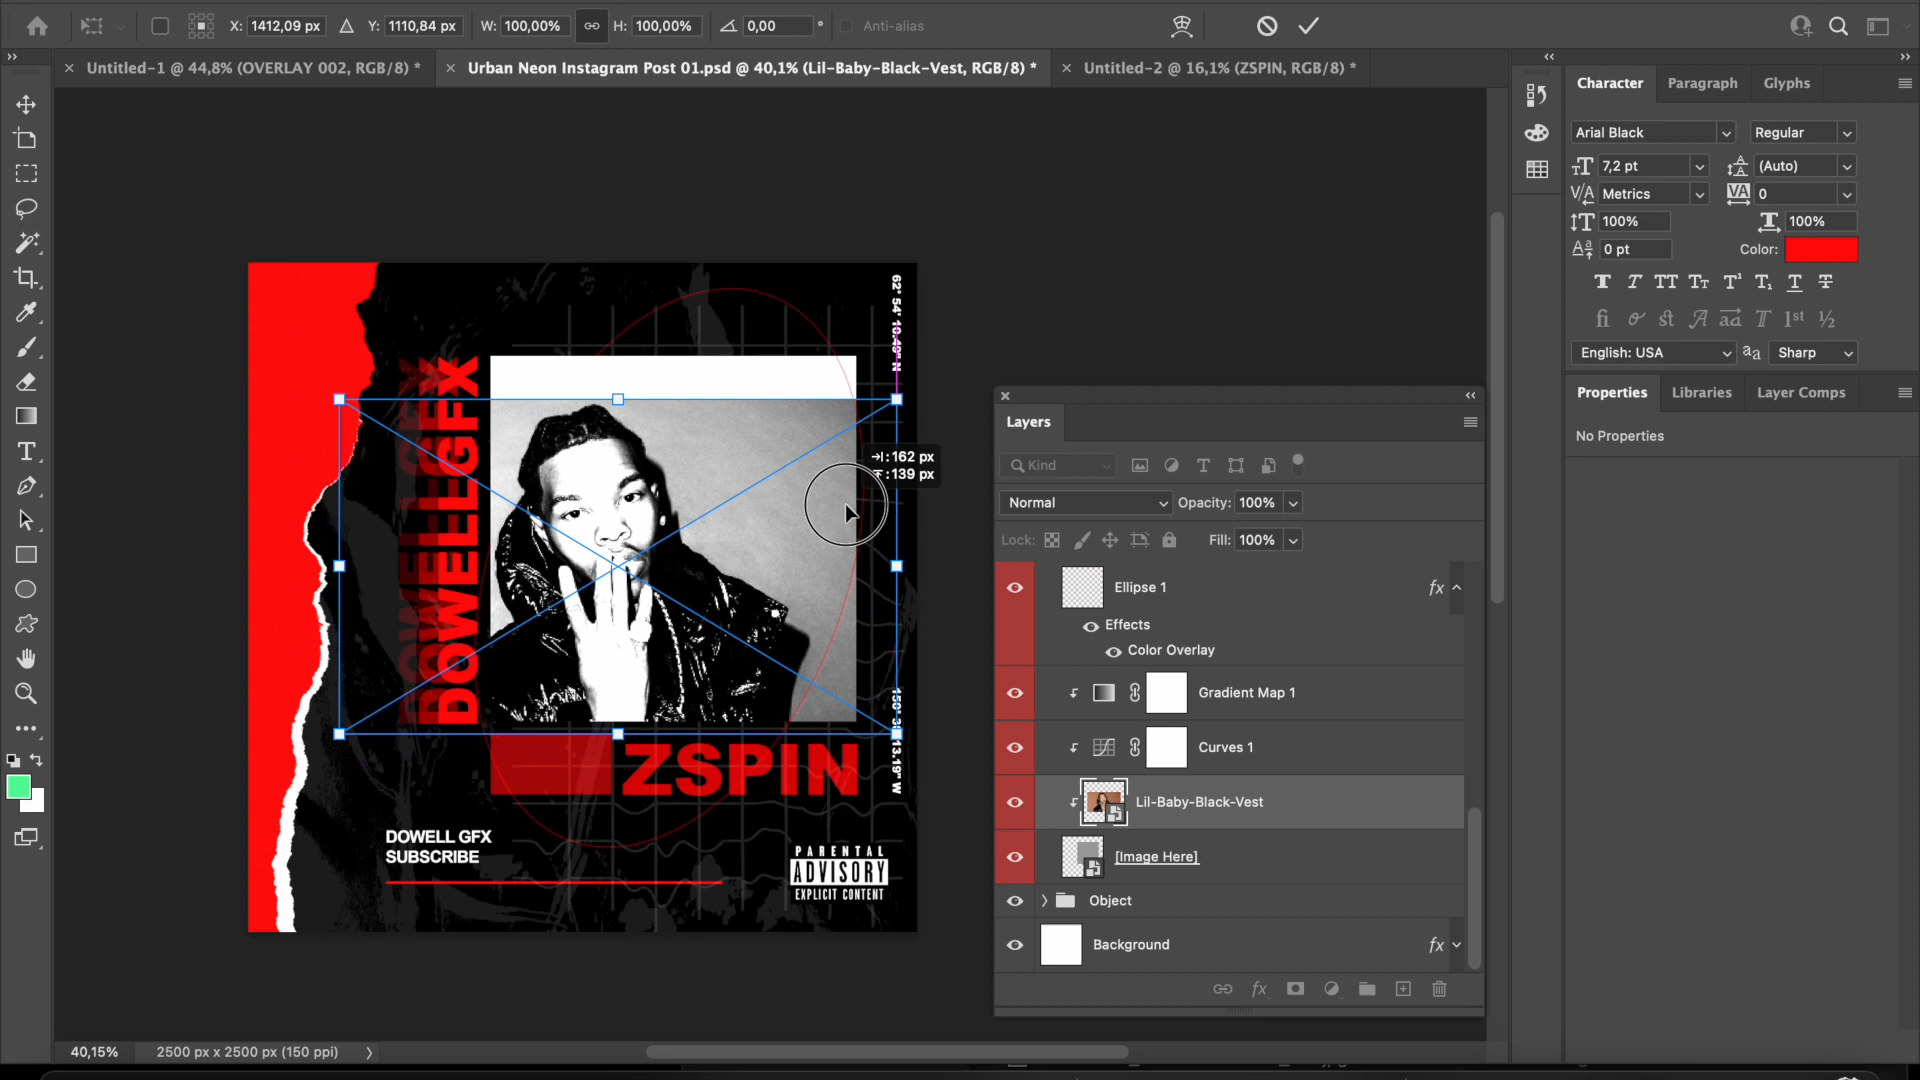 X: 1412,09 px
Y: 1110,84 px
W: 100,00%
H: 100,00%
0,00 °
Anti-alias
× Untitled-1 @ 44,8% (OVERLAY 002, RGB/8) *
× Urban Neon Instagram Post 01.psd @ 40,1% (Lil-Baby-Black-Vest, RGB/8) *
× Untitled-2 @ 16,1% (ZSPIN, RGB/8) *
Character
Paragraph
Glyphs
Arial Black
Regular
7,2 pt
(Auto)
Metrics
0
100%
100%
0 pt
Color:
English: USA
Sharp
Properties
Libraries
Layer Comps
No Properties
DOWELLGFX
ZSPIN
DOWELL GFX
SUBSCRIBE
PARENTAL
ADVISORY
EXPLICIT CONTENT
: 162 px
: 139 px
Layers
Kind
Normal
Opacity: 100%
Lock:
Fill: 100%
Ellipse 1
fx
Effects
Color Overlay
Gradient Map 1
Curves 1
Lil-Baby-Black-Vest
[Image Here]
Object
Background
fx
40,15%
2500 px x 2500 px (150 ppi)